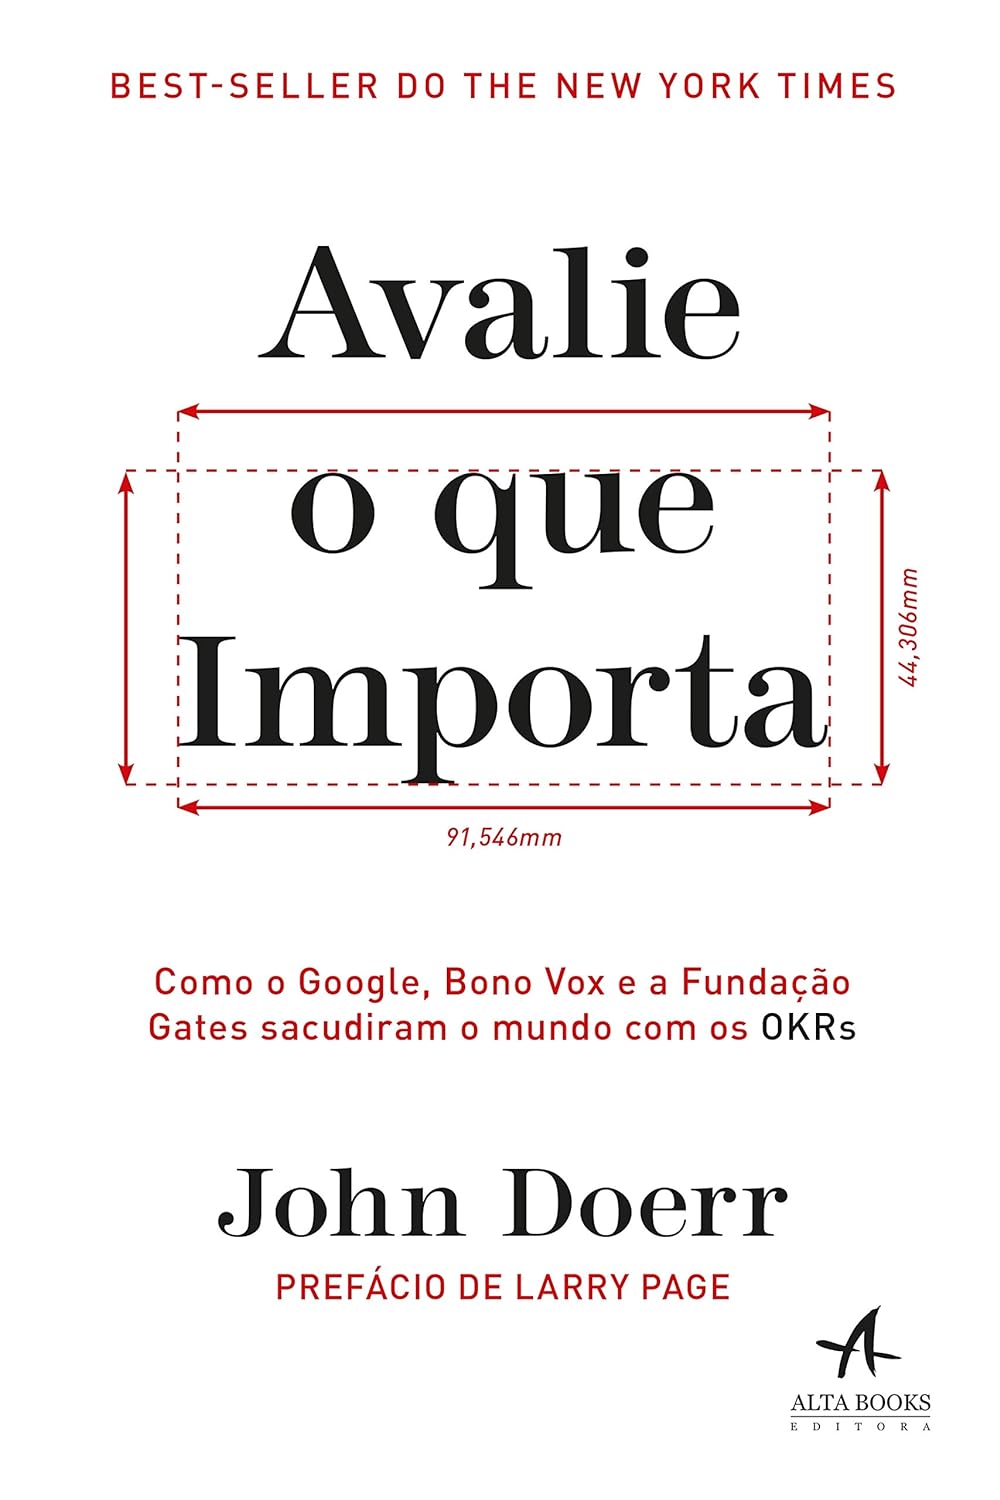 BEST-SELLER DO THE NEW YORK TIMES
Avalie
o que
Importa
44,306mm
91,546mm
Como o Google, Bono Vox e a Fundação
Gates sacudiram o mundo com os OKRs
John Doerr
PREFÁCIO DE LARRY PAGE
A
ALTA BOOKS
EDITORA